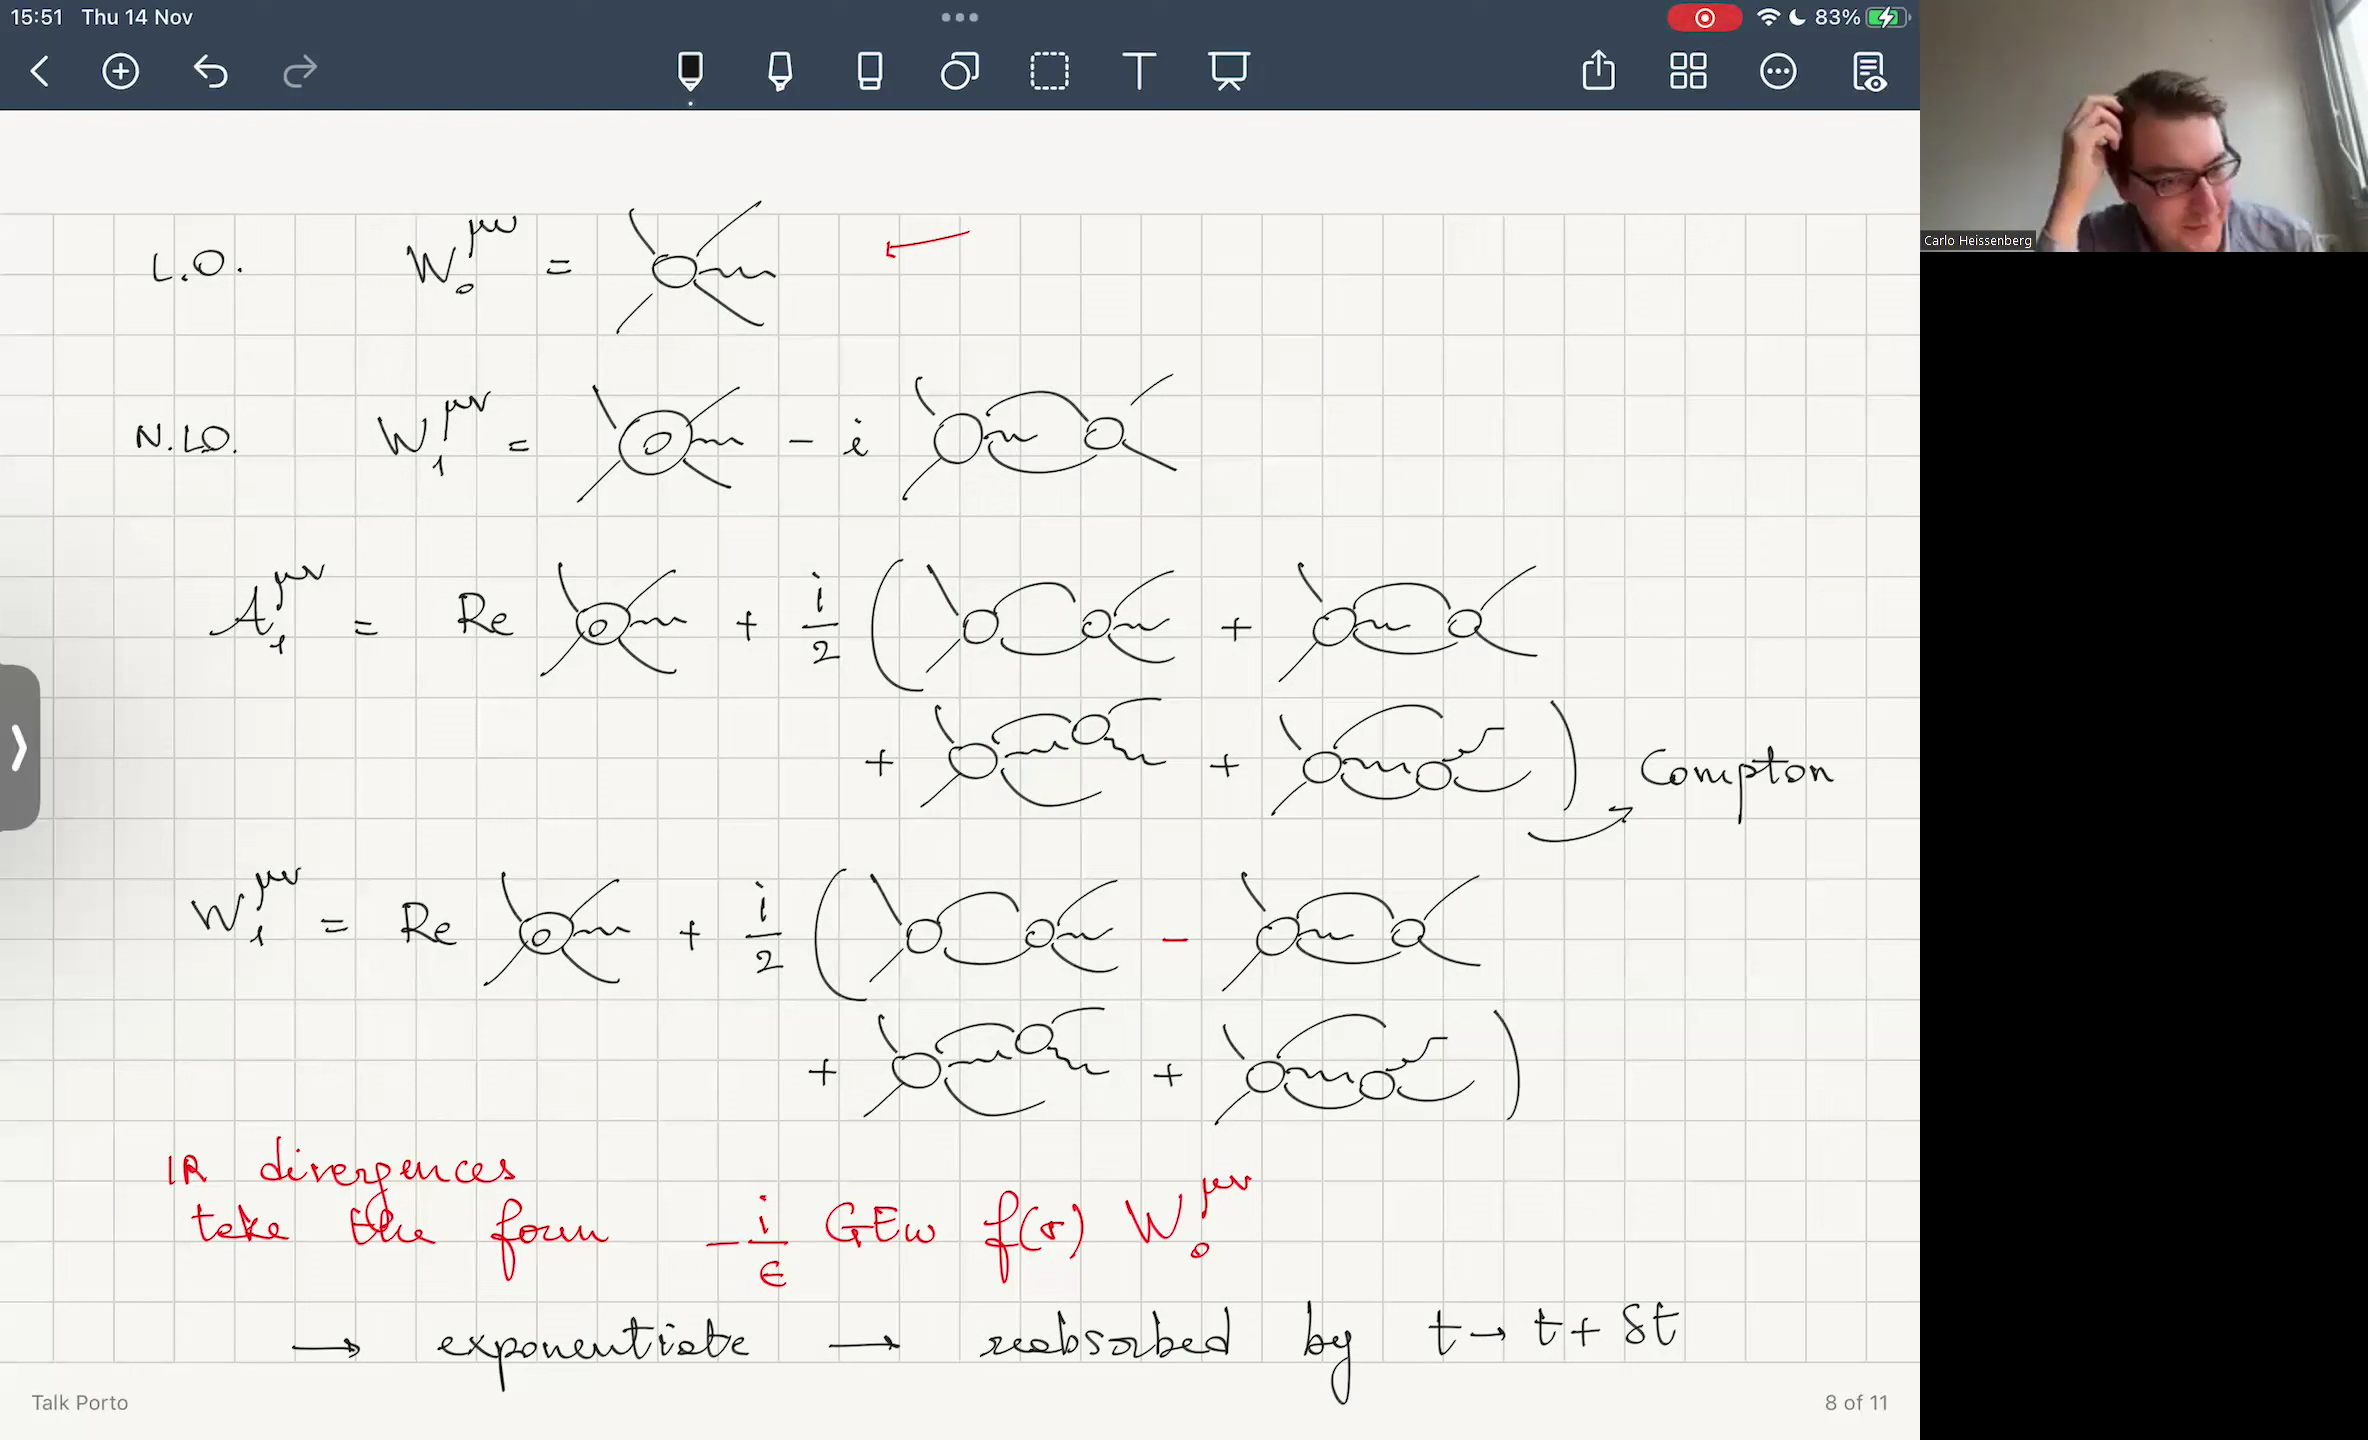 15:51 Thu 14 Nov
83%
Carlo Heissenberg
L.O. W₀^μν =
N.L.O. W₁^μν = - i
A₁^μν = Re + i/2 ( +
+ + ) Compton
W₁^μν = Re + i/2 ( -
+ + )
IR divergences
take the form -i/ϵ GEω f(σ) W₀^μν
→ exponentiate → reabsorbed by t → t + δt
Talk Porto
8 of 11